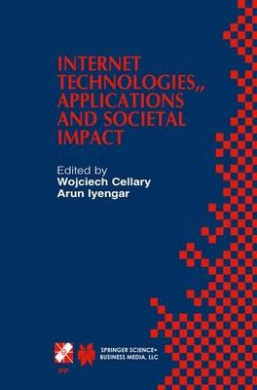 INTERNET
TECHNOLOGIES,,
APPLICATIONS
AND SOCIETAL
IMPACT
Edited by
Wojciech Cellary
Arun Iyengar
ifip
SPRINGER SCIENCE+
BUSINESS MEDIA, LLC